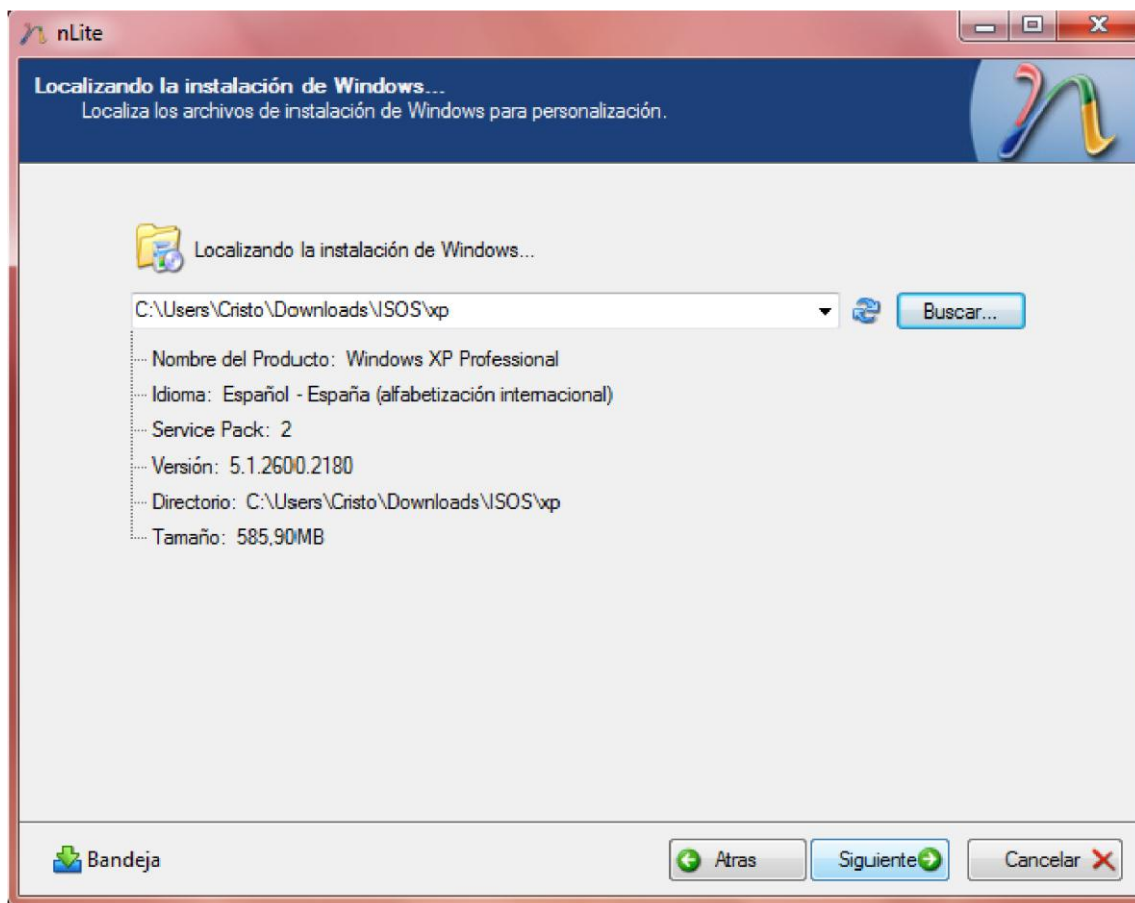 nLite
Localizando la instalación de Windows...
Localiza los archivos de instalación de Windows para personalización.
Localizando la instalación de Windows...
C:\Users\Cristo\Downloads\ISOS\xp
Buscar...
Nombre del Producto: Windows XP Professional
Idioma: Español - España (alfabetización internacional)
Service Pack: 2
Versión: 5.1.2600.2180
Directorio: C:\Users\Cristo\Downloads\ISOS\xp
Tamaño: 585,90MB
Bandeja
Atras
Siguiente
Cancelar